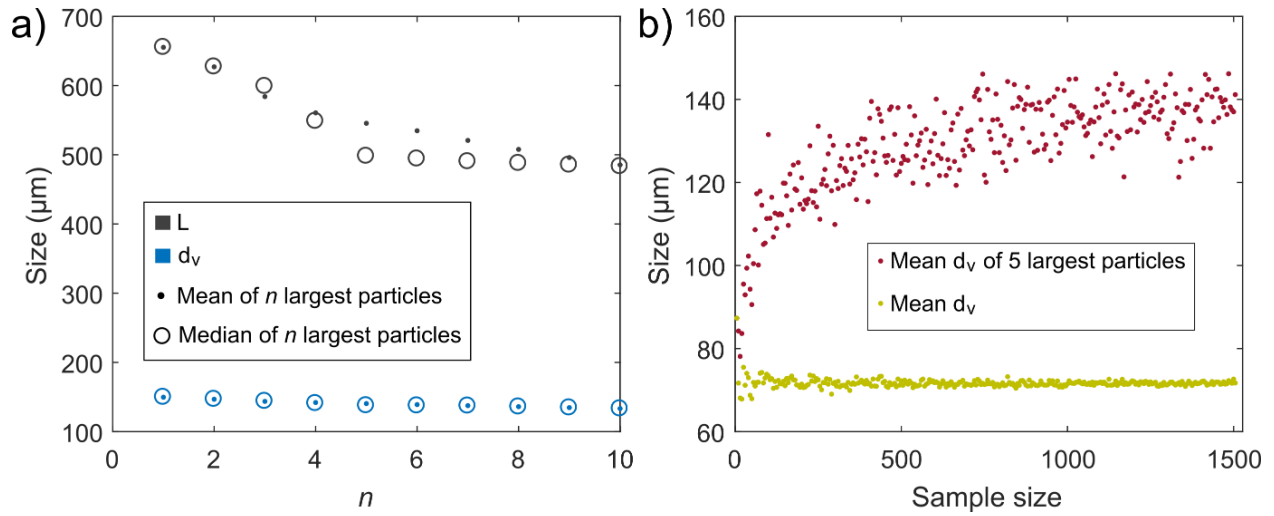 a)
Size (µm)
700
600
500
400
300
200
100
0
2
4
6
8
10
n
L
dv
Mean of n largest particles
Median of n largest particles
b)
Size (µm)
160
140
120
100
80
60
0
500
1000
1500
Sample size
Mean dv of 5 largest particles
Mean dv